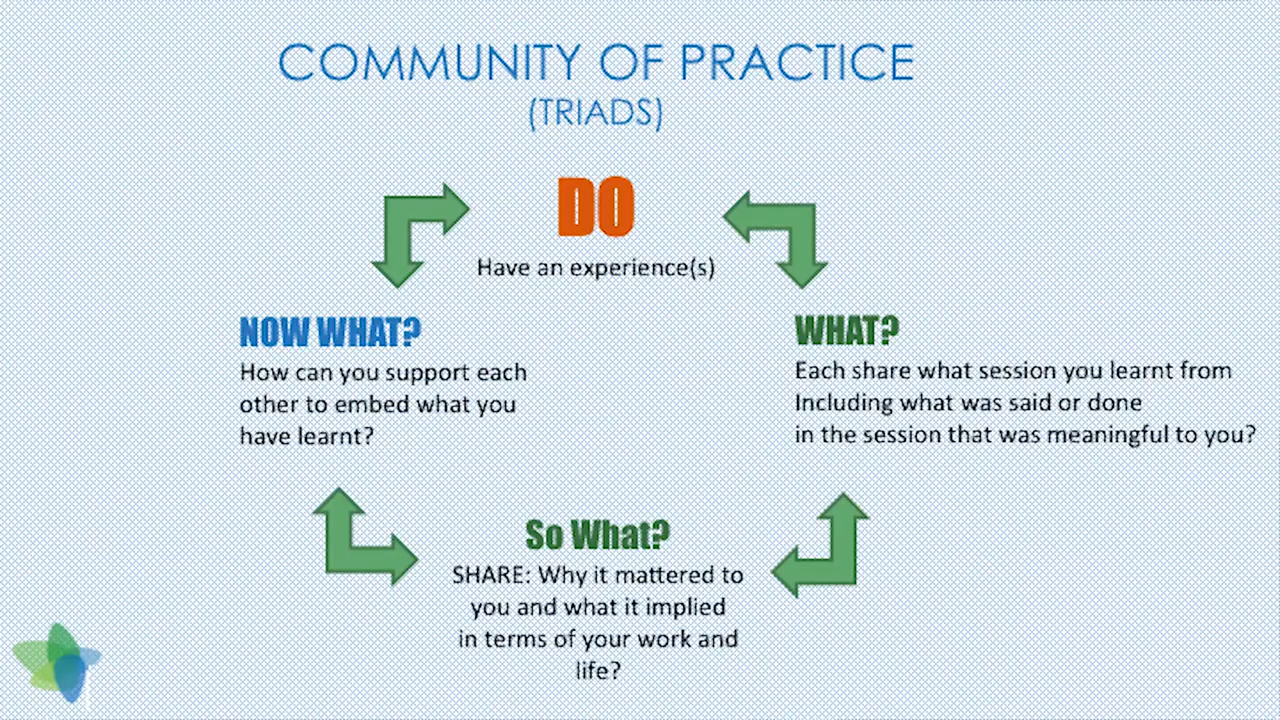 COMMUNITY OF PRACTICE
(TRIADS)
DO
Have an experience(s)
NOW WHAT?
How can you support each
other to embed what you
have learnt?
WHAT?
Each share what session you learnt from
Including what was said or done
in the session that was meaningful to you?
So What?
SHARE: Why it mattered to
you and what it implied
in terms of your work and
life?